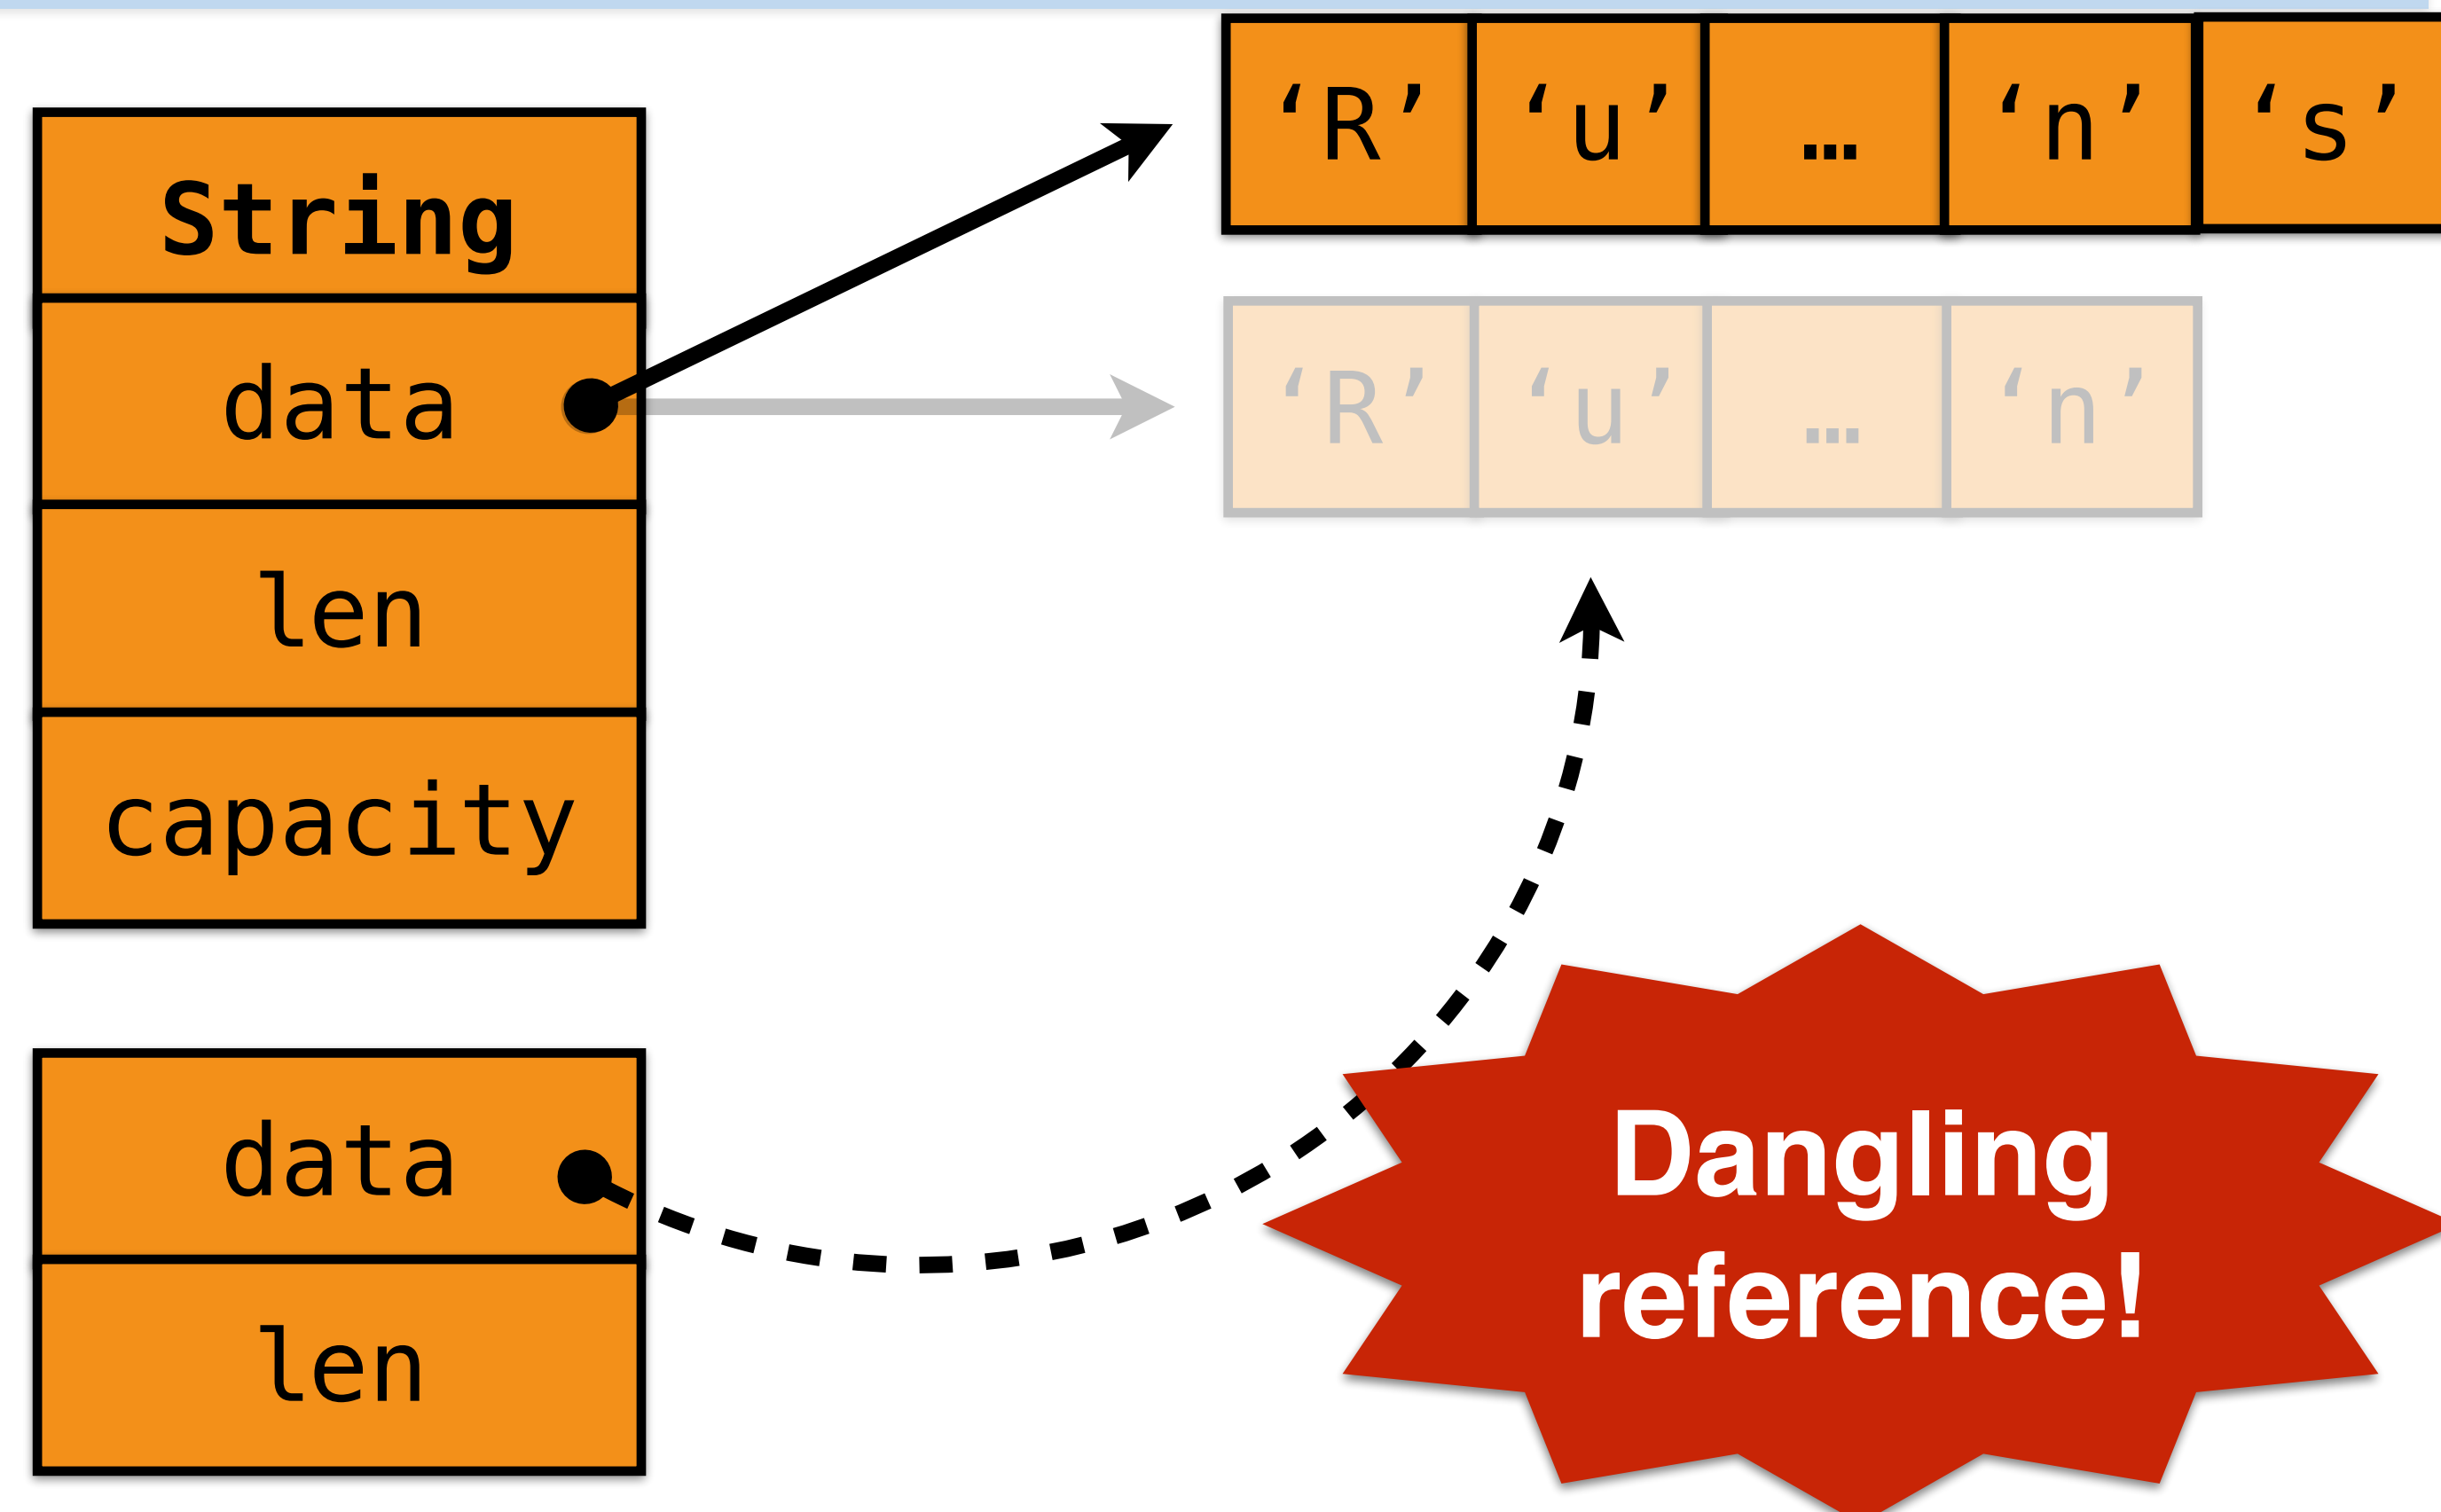 ‘R’ ‘u’ … ‘n’ ‘s’
String
data
‘R’ ‘u’ … ‘n’
len
capacity
data
len
Dangling
reference!